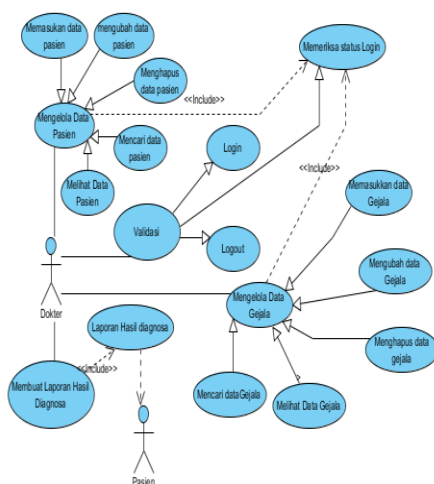 Memasukan data
pasien
mengubah data
pasien
Menghapus
data pasien
Memeriksa status Login
<<Include>>
Mengelola Data
Pasien
Mencari data
pasien
Melihat Data
Pasien
Login
<<Include>>
Validasi
Logout
Memasukkan data
Gejala
Mengubah data
Gejala
Mengelola Data
Gejala
Menghapus data
gejala
Dokter
Laporan Hasil diagnosa
<<Include>>
Membuat Laporan Hasil
Diagnosa
Mencari dataGejala
Melihat Data Gejala
Pasien